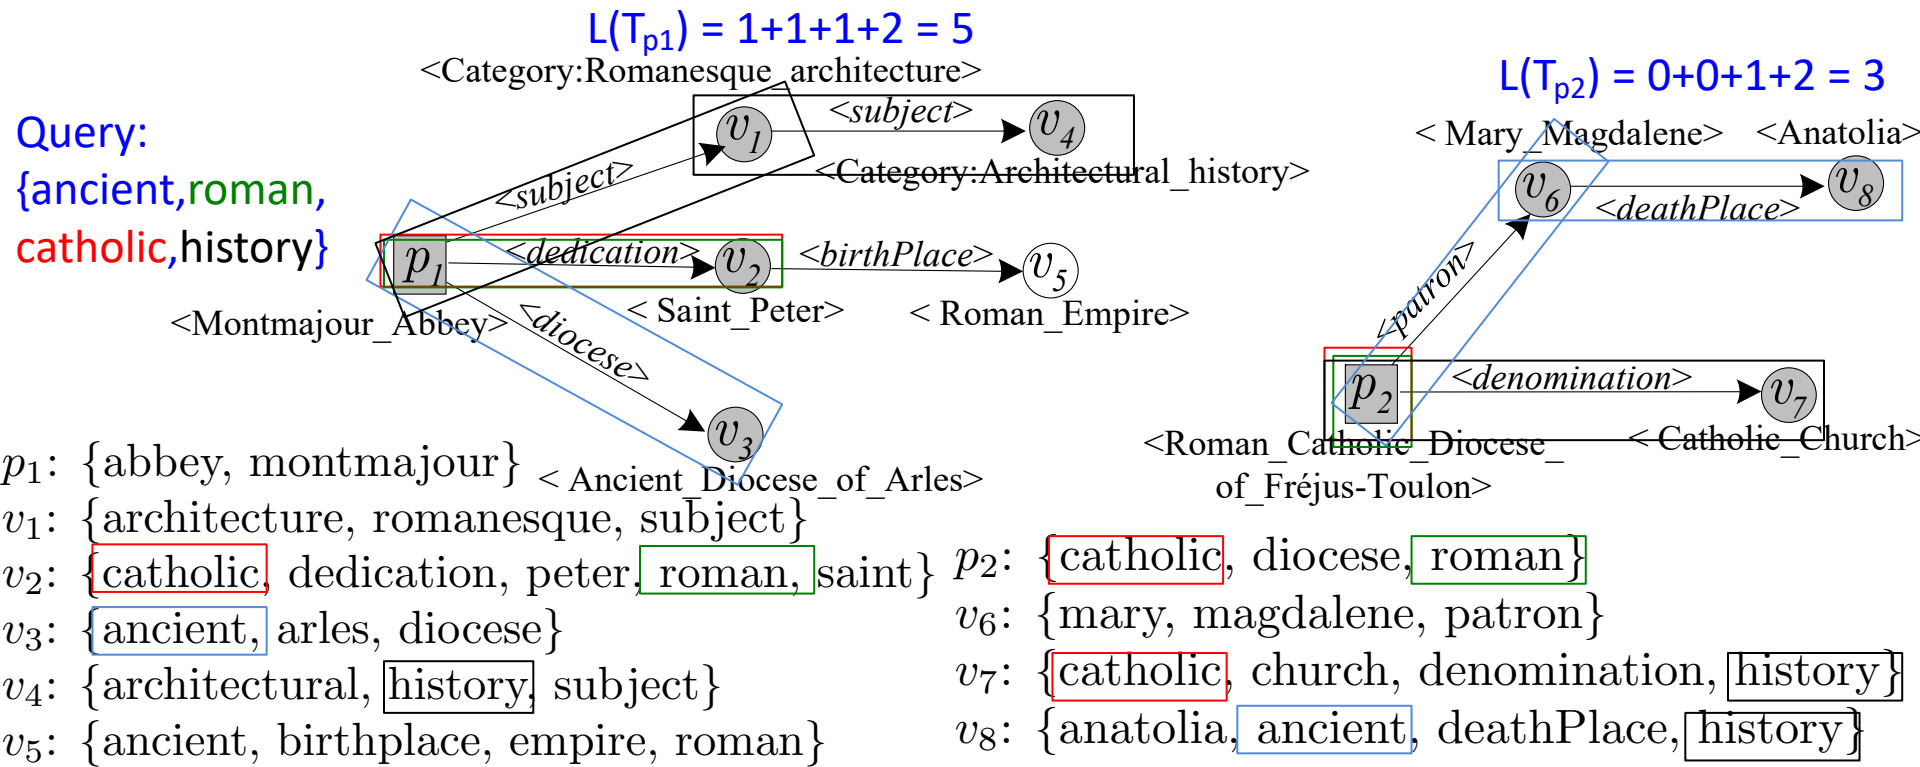 L(Tp1) = 1+1+1+2 = 5
<Category:Romanesque_architecture>
L(Tp2) = 0+0+1+2 = 3
Query:
{ancient,roman,
catholic,history}
v1
<subject>
v4
<subject>
<Category:Architectural_history>
p1
<dedication>
v2
<birthPlace>
v5
<Montmajour_Abbey>
< Saint_Peter>
< Roman_Empire>
<diocese>
v3
< Ancient_Diocese_of_Arles>
< Mary_Magdalene>
<Anatolia>
v6
<deathPlace>
v8
<patron>
p2
<denomination>
v7
<Roman_Catholic_Diocese_
of_Fréjus-Toulon>
< Catholic_Church>
p1: {abbey, montmajour}
v1: {architecture, romanesque, subject}
v2: {catholic, dedication, peter, roman, saint}
v3: {ancient, arles, diocese}
v4: {architectural, history, subject}
v5: {ancient, birthplace, empire, roman}
p2: {catholic, diocese, roman}
v6: {mary, magdalene, patron}
v7: {catholic, church, denomination, history}
v8: {anatolia, ancient, deathPlace, history}